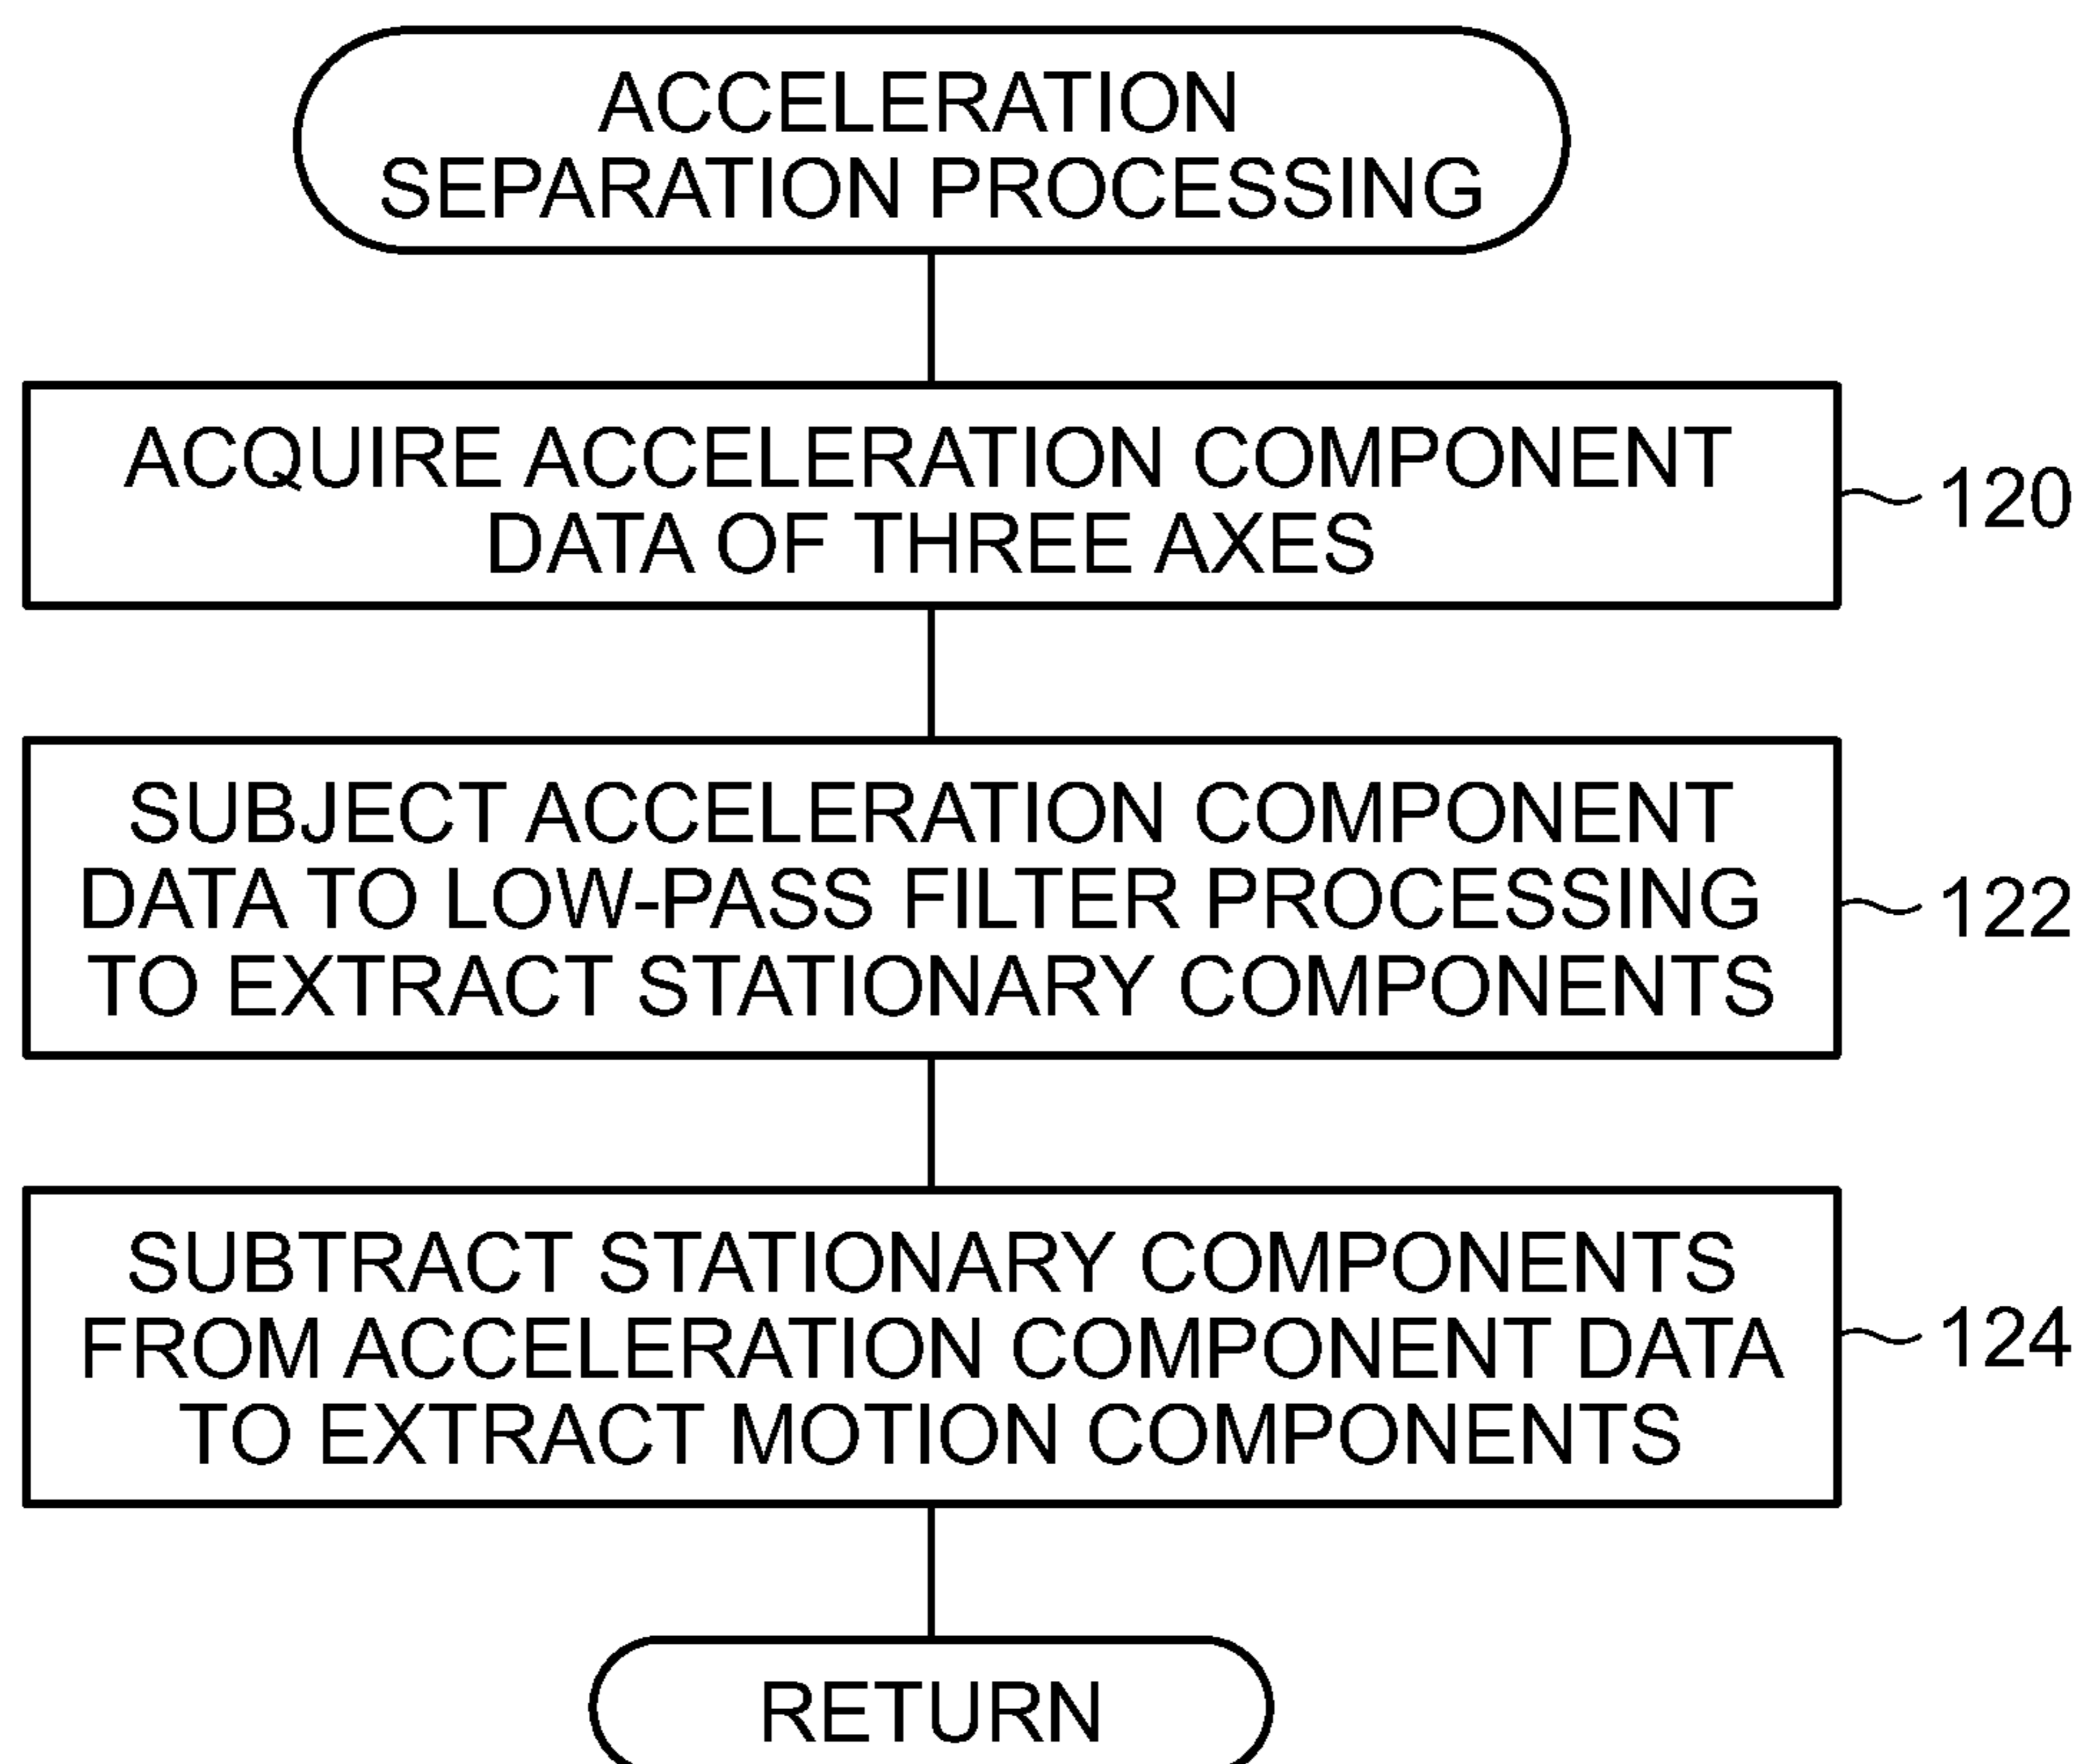 ACCELERATION
SEPARATION PROCESSING
ACQUIRE ACCELERATION COMPONENT
DATA OF THREE AXES
120
SUBJECT ACCELERATION COMPONENT
DATA TO LOW-PASS FILTER PROCESSING
TO EXTRACT STATIONARY COMPONENTS
122
SUBTRACT STATIONARY COMPONENTS
FROM ACCELERATION COMPONENT DATA
TO EXTRACT MOTION COMPONENTS
124
RETURN